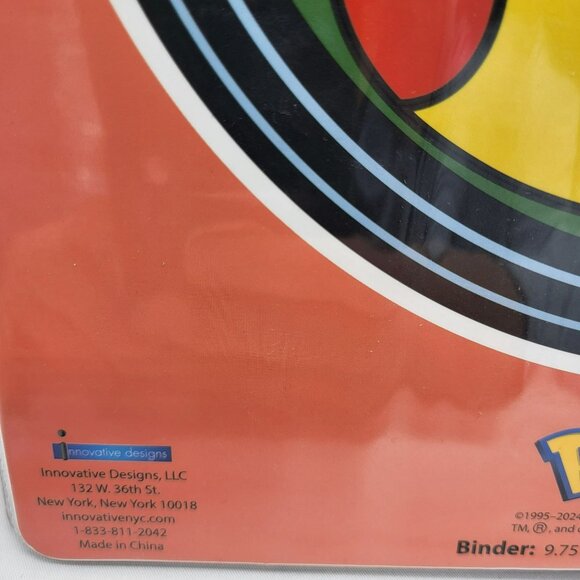 innovative designs
Innovative Designs, LLC
132 W. 36th St.
New York, New York 10018
innovativenyc.com
1-833-811-2042
Made in China
©1995–2024
TM, ®, and
Binder: 9.75